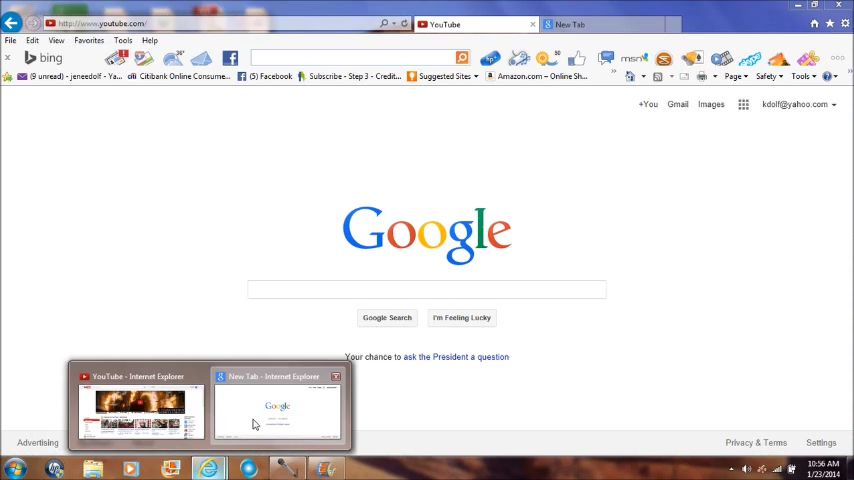 http://www.youtube.com/
YouTube
New Tab
File Edit View Favorites Tools Help
bing
36°
50
msn
(9 unread) - jeneedolf - Ya...
Citibank Online Consume...
(5) Facebook
Subscribe - Step 3 - Credit...
Suggested Sites
Amazon.com – Online Sh...
Page
Safety
Tools
+You Gmail Images kdolf@yahoo.com
Google
Google Search I'm Feeling Lucky
Your chance to ask the President a question
YouTube - Internet Explorer
New Tab - Internet Explorer
Google
Advertising
Privacy & Terms Settings
10:56 AM
1/23/2014